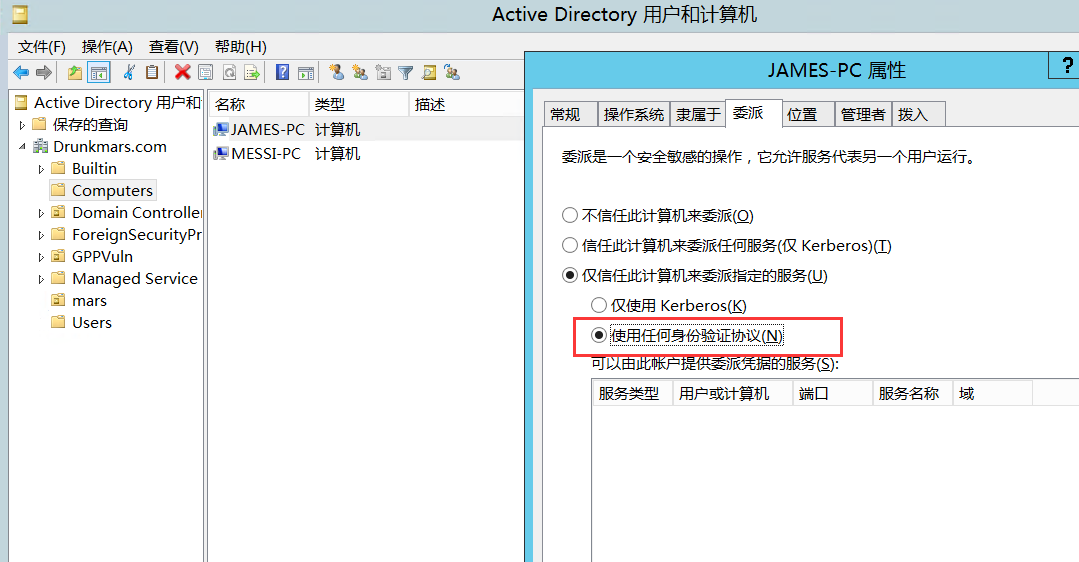 Active Directory 用户和计算机
文件(F) 操作(A) 查看(V) 帮助(H)
Active Directory 用户和
保存的查询
Drunkmars.com
Builtin
Computers
Domain Controller
ForeignSecurityPr
GPPVuln
Managed Service
mars
Users
名称 类型 描述
JAMES-PC 计算机
MESSI-PC 计算机
JAMES-PC 属性
?
常规 操作系统 隶属于 委派 位置 管理者 拨入
委派是一个安全敏感的操作，它允许服务代表另一个用户运行。
不信任此计算机来委派(O)
信任此计算机来委派任何服务(仅 Kerberos)(T)
仅信任此计算机来委派指定的服务(U)
仅使用 Kerberos(K)
使用任何身份验证协议(N)
可以由此帐户提供委派凭据的服务(S):
服务类型 用户或计算机 端口 服务名称 域